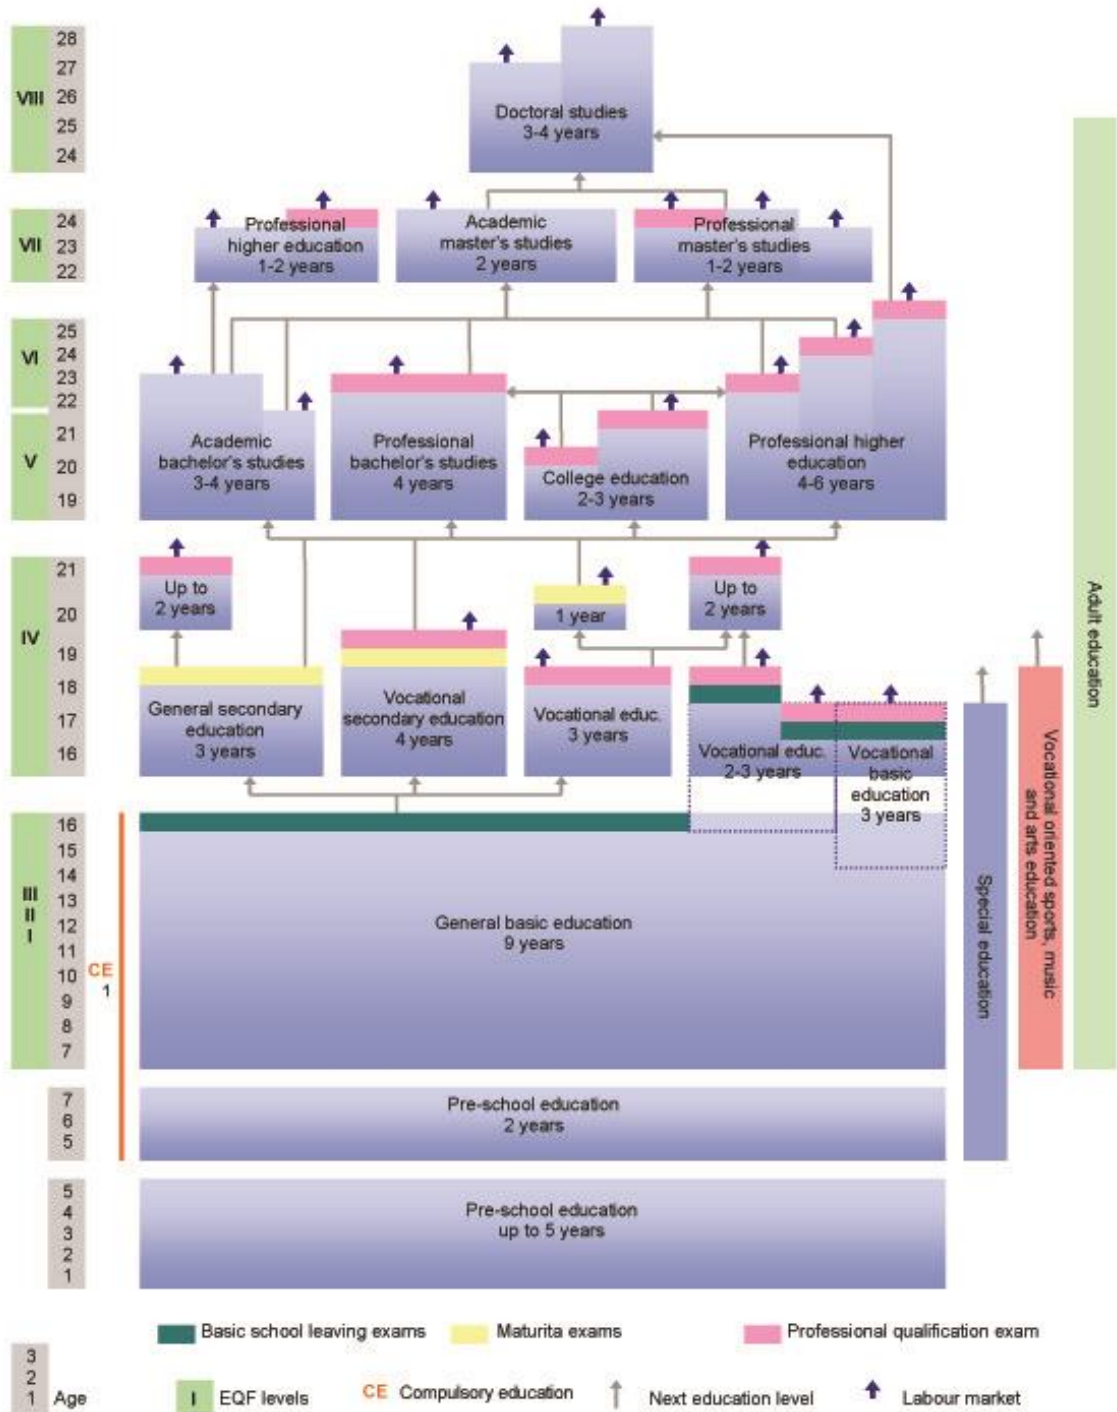 28
27
26
25
24
VIII
Doctoral studies
3-4 years
24
23
22
VII
Professional
higher education
1-2 years
Academic
master's studies
2 years
Professional
master's studies
1-2 years
25
24
23
22
21
20
19
VI
V
Academic
bachelor's studies
3-4 years
Professional
bachelor's studies
4 years
College education
2-3 years
Professional higher
education
4-6 years
21
20
19
18
17
16
IV
Up to
2 years
1 year
Up to
2 years
General secondary
education
3 years
Vocational
secondary education
4 years
Vocational educ.
3 years
Vocational educ.
2-3 years
Vocational
basic
education
3 years
16
15
14
13
12
11
10
9
8
7
III
II
I
CE
1
General basic education
9 years
7
6
5
Pre-school education
2 years
5
4
3
2
1
Pre-school education
up to 5 years
Special education
Vocational oriented sports, music
and arts education
Adult education
Basic school leaving exams
Maturita exams
Professional qualification exam
3
2
1
Age
I EQF levels
CE Compulsory education
Next education level
Labour market